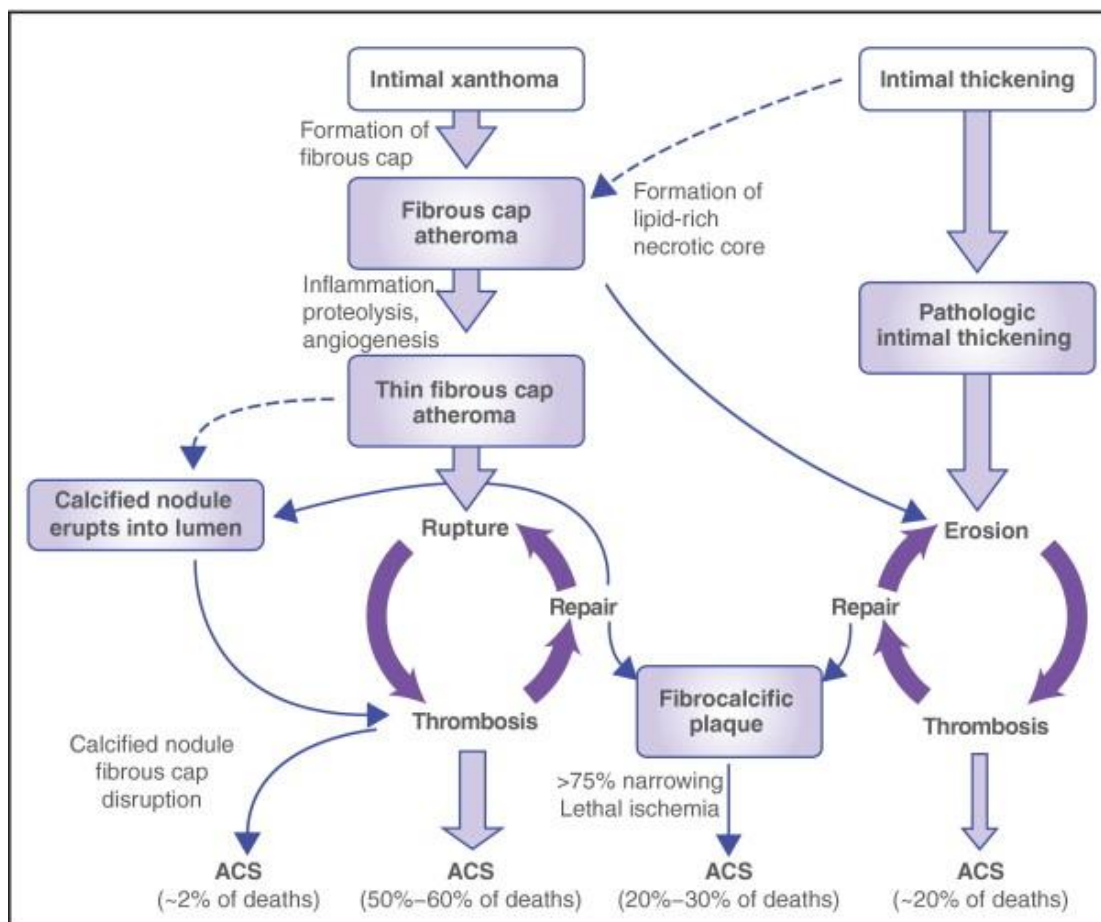 Intimal xanthoma
Intimal thickening
Formation of
fibrous cap
Fibrous cap
atheroma
Formation of
lipid-rich
necrotic core
Inflammation,
proteolysis,
angiogenesis
Pathologic
intimal thickening
Thin fibrous cap
atheroma
Calcified nodule
erupts into lumen
Rupture
Erosion
Repair
Repair
Fibrocalcific
plaque
Thrombosis
Thrombosis
Calcified nodule
fibrous cap
disruption
>75% narrowing
Lethal ischemia
ACS
(~2% of deaths)
ACS
(50%–60% of deaths)
ACS
(20%–30% of deaths)
ACS
(~20% of deaths)